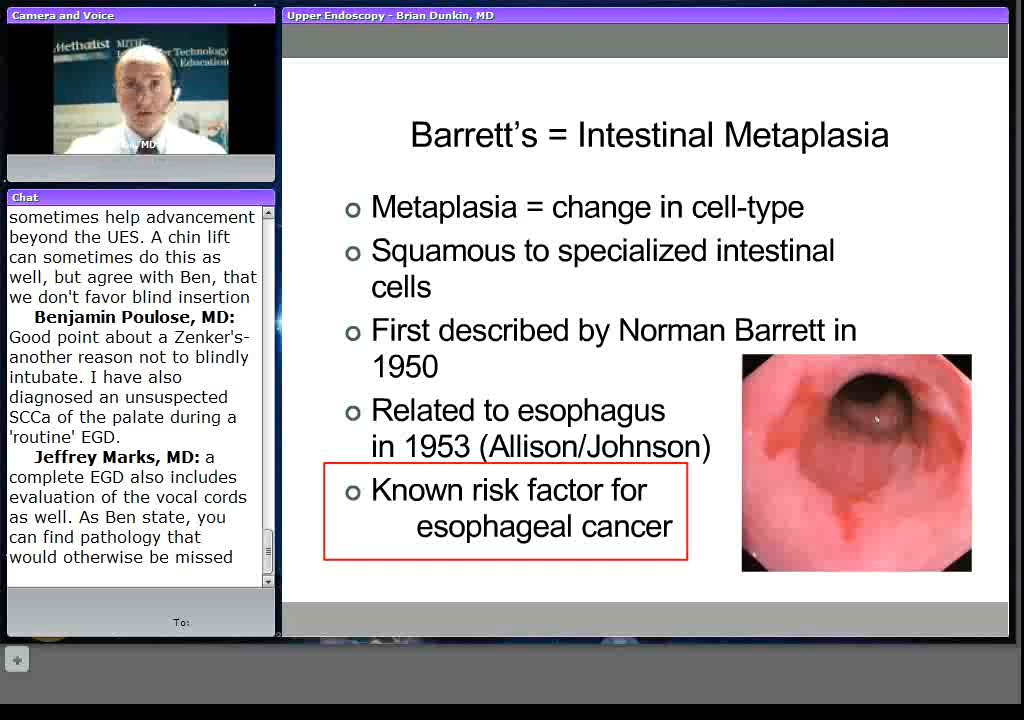 Camera and Voice
Upper Endoscopy - Brian Dunkin, MD
Methodist
Technology
Education
Chat
sometimes help advancement
beyond the UES. A chin lift
can sometimes do this as
well, but agree with Ben, that
we don't favor blind insertion
Benjamin Poulose, MD:
Good point about a Zenker's-
another reason not to blindly
intubate. I have also
diagnosed an unsuspected
SCCa of the palate during a
'routine' EGD.
Jeffrey Marks, MD: a
complete EGD also includes
evaluation of the vocal cords
as well. As Ben state, you
can find pathology that
would otherwise be missed
To:
Barrett’s = Intestinal Metaplasia
Metaplasia = change in cell-type
Squamous to specialized intestinal
cells
First described by Norman Barrett in
1950
Related to esophagus
in 1953 (Allison/Johnson)
Known risk factor for
esophageal cancer